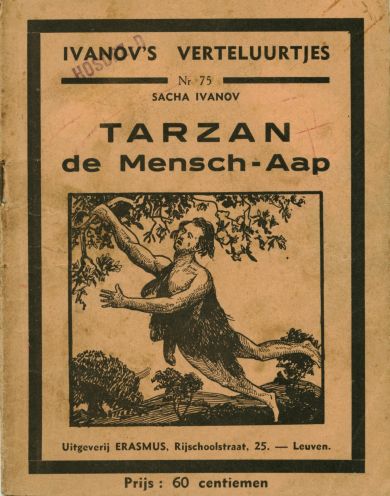 IVANOV'S VERTELUURTJES
Nr 75
SACHA IVANOV
TARZAN
de Mensch-Aap
Uitgeverij ERASMUS, Rijschoolstraat, 25. — Leuven.
Prijs : 60 centiemen